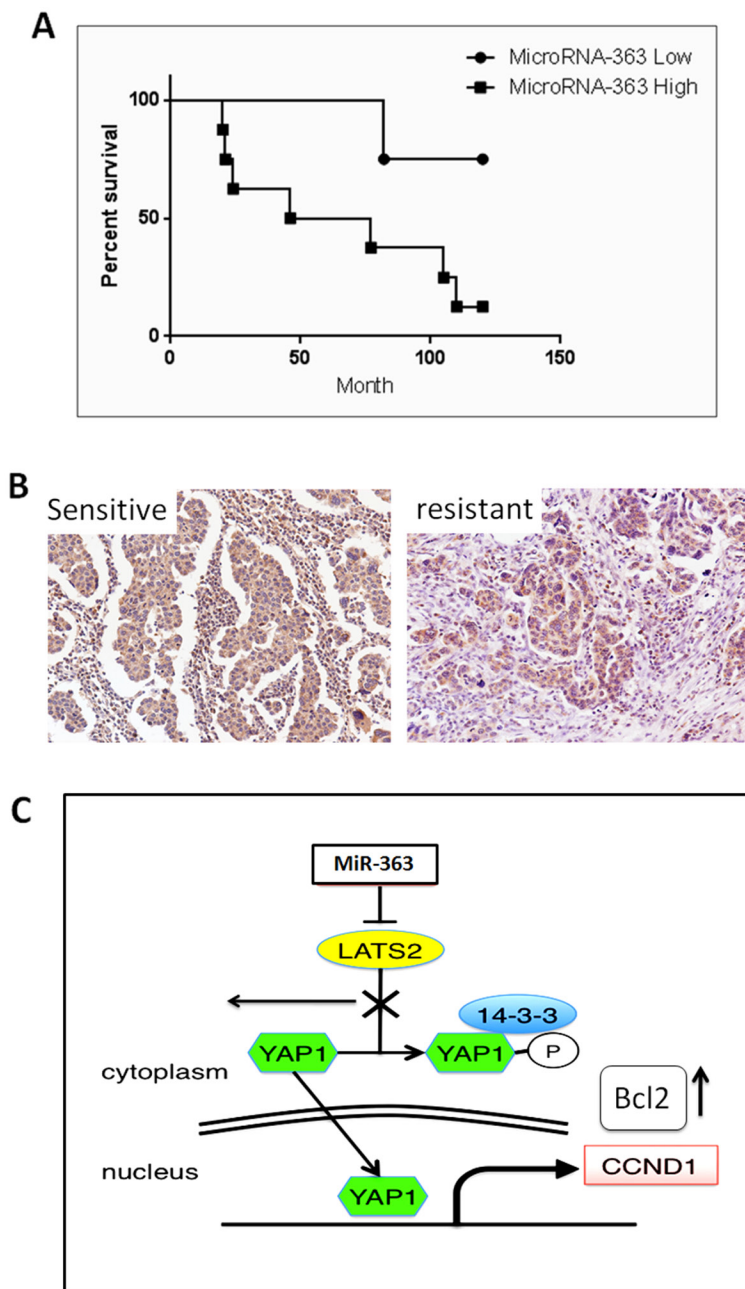 A
MicroRNA-363 Low
MicroRNA-363 High
Percent survival
100
50
0
0
50
100
150
Month
B
Sensitive
resistant
C
MiR-363
LATS2
14-3-3
YAP1
YAP1
P
cytoplasm
Bcl2
nucleus
CCND1
YAP1